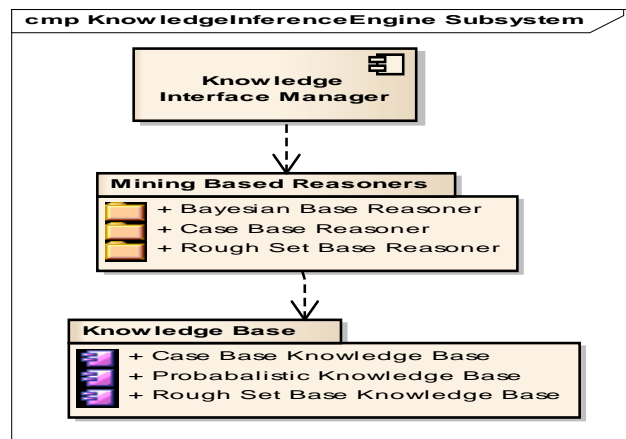 cmp KnowledgeInferenceEngine Subsystem
Knowledge
Interface Manager
Mining Based Reasoners
+ Bayesian Base Reasoner
+ Case Base Reasoner
+ Rough Set Base Reasoner
Knowledge Base
+ Case Base Knowledge Base
+ Probabalistic Knowledge Base
+ Rough Set Base Knowledge Base